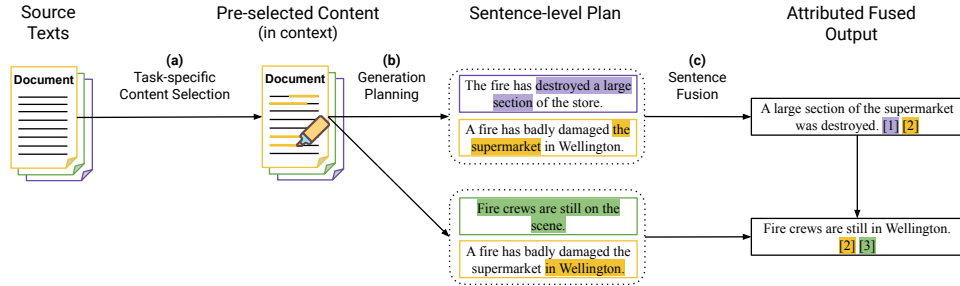 Source
Texts
Pre-selected Content
(in context)
Sentence-level Plan
Attributed Fused
Output
(a)
Task-specific
Content Selection
(b)
Generation
Planning
(c)
Sentence
Fusion
Document
Document
The fire has destroyed a large
section of the store.
A fire has badly damaged the
supermarket in Wellington.
A large section of the supermarket
was destroyed. [1] [2]
Fire crews are still on the
scene.
A fire has badly damaged the
supermarket in Wellington.
Fire crews are still in Wellington.
[2] [3]